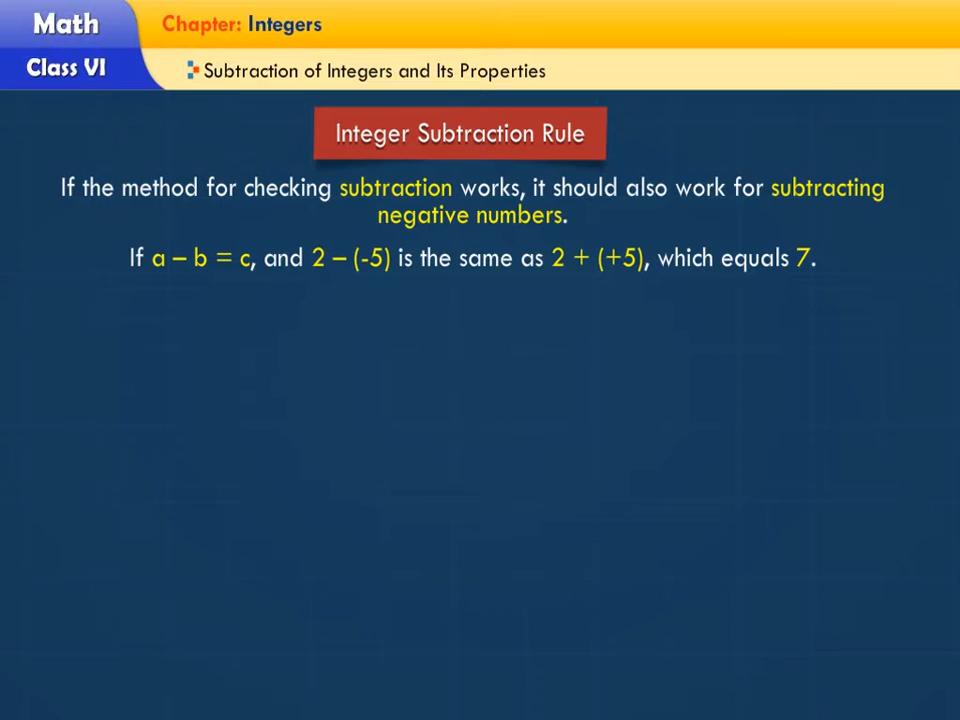 Math
Chapter: Integers
Class VI
Subtraction of Integers and Its Properties
Integer Subtraction Rule
If the method for checking subtraction works, it should also work for subtracting
negative numbers.
If a – b = c, and 2 – (-5) is the same as 2 + (+5), which equals 7.